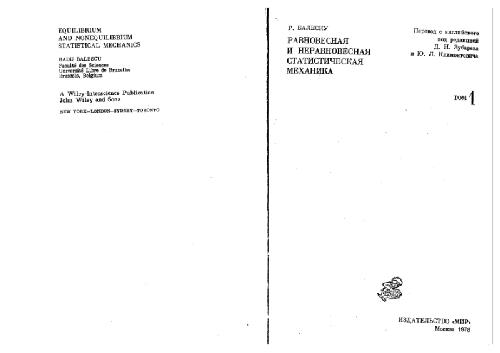 EQUILIBRIUM
AND NONEQUILIBRIUM
STATISTICAL MECHANICS
RADU BALESCU
Faculté des Sciences
Université Libre de Bruxelles
Brussels, Belgium
A Wiley-Interscience Publication
John Wiley and Sons
NEW YORK—LONDON—SYDNEY—TORONTO
Р. БАЛЕСКУ
РАВНОВЕСНАЯ
И НЕРАВНОВЕСНАЯ
СТАТИСТИЧЕСКАЯ
МЕХАНИКА
Перевод с английского
под редакцией
Д. Н. Зубарева
и Ю. Л. Климонтовича
ТОМ 1
ИЗДАТЕЛЬСТВО «МИР»
Москва 1978